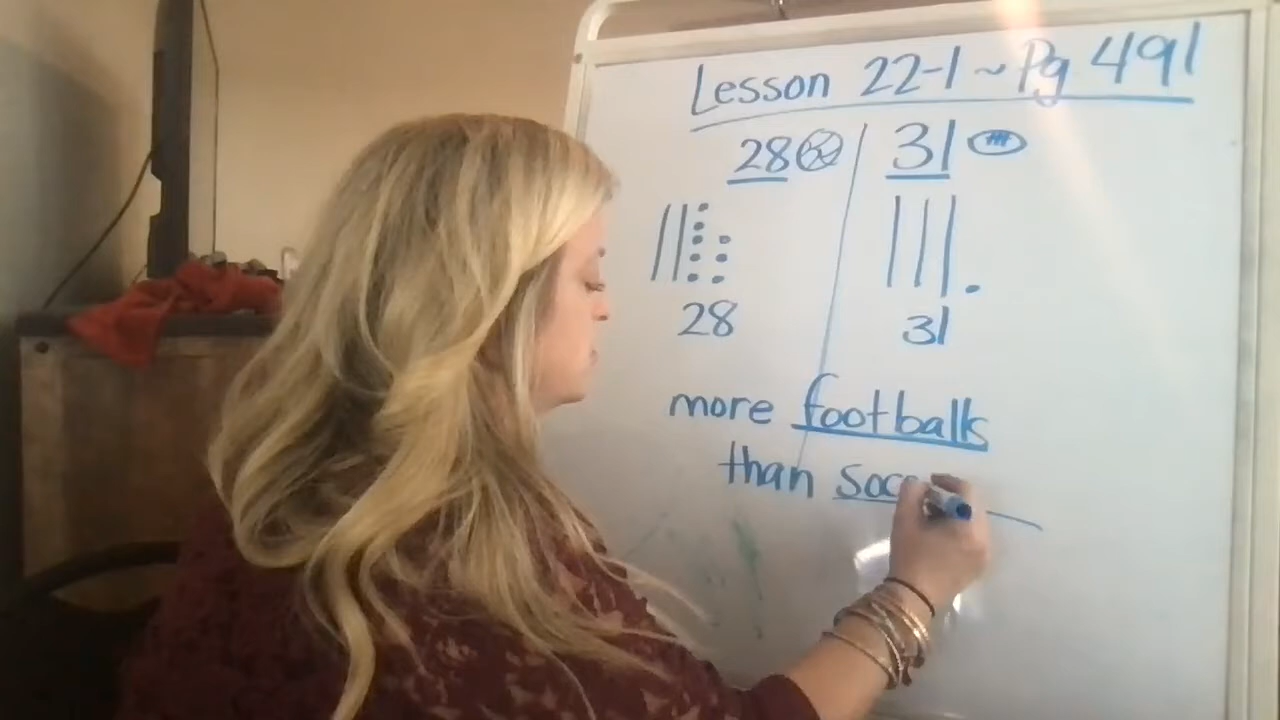 Lesson 22-1 ~ Pg 491
28 31
28 31
more footballs
than